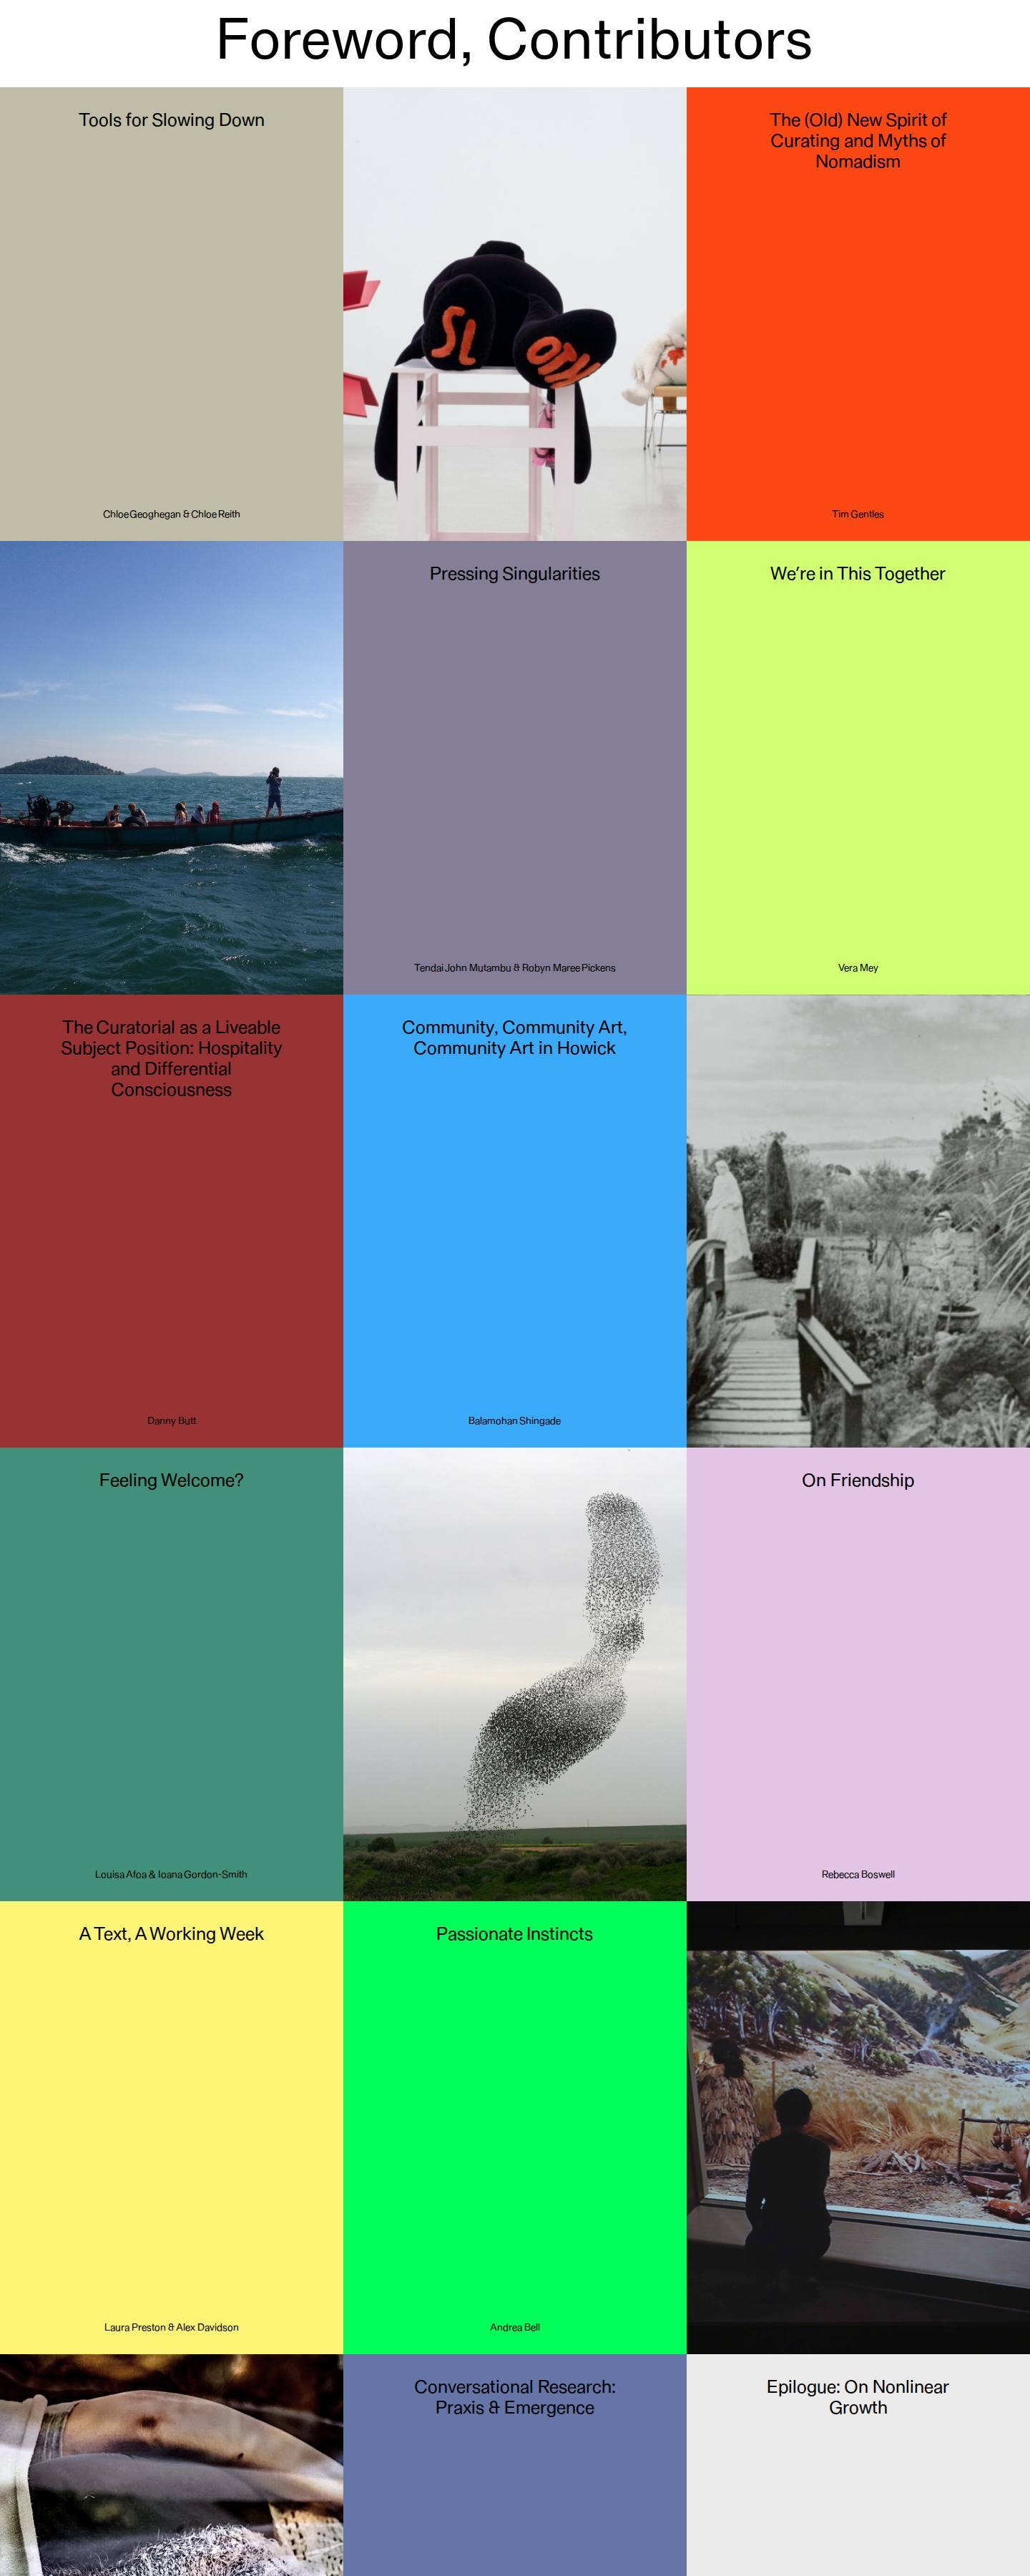 Foreword, Contributors
Tools for Slowing Down
Chloe Geoghegan & Chloe Reith
SL
OTH
The (Old) New Spirit of
Curating and Myths of
Nomadism
Tim Gentles
Pressing Singularities
Tendai John Mutambu & Robyn Maree Pickens
We’re in This Together
Vera Mey
The Curatorial as a Liveable
Subject Position: Hospitality
and Differential
Consciousness
Danny Butt
Community, Community Art,
Community Art in Howick
Balamohan Shingade
Feeling Welcome?
Louisa Afoa & Ioana Gordon-Smith
On Friendship
Rebecca Boswell
A Text, A Working Week
Laura Preston & Alex Davidson
Passionate Instincts
Andrea Bell
Conversational Research:
Praxis & Emergence
Epilogue: On Nonlinear
Growth